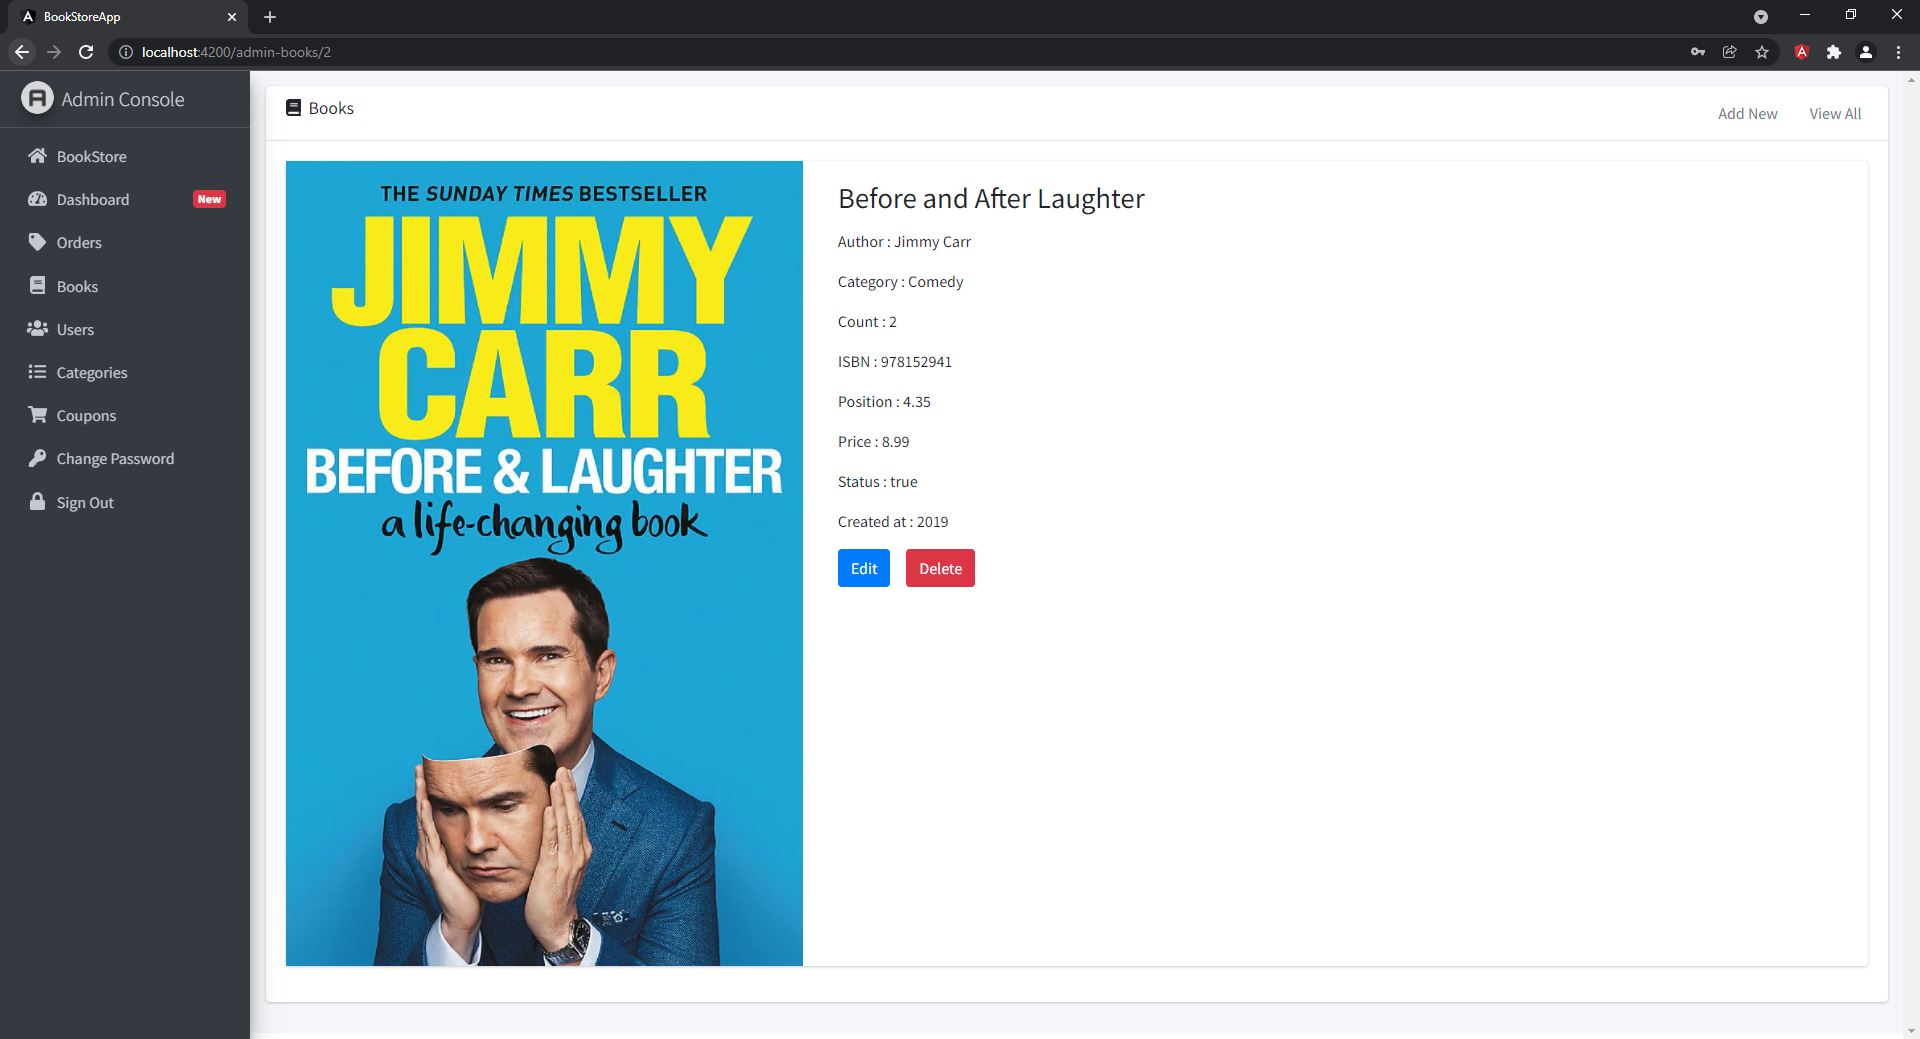 BookStoreApp
localhost:4200/admin-books/2
Admin Console
BookStore
Dashboard New
Orders
Books
Users
Categories
Coupons
Change Password
Sign Out
Books
Add New View All
THE SUNDAY TIMES BESTSELLER
JIMMY
CARR
BEFORE & LAUGHTER
a life-changing book
Before and After Laughter
Author : Jimmy Carr
Category : Comedy
Count : 2
ISBN : 978152941
Position : 4.35
Price : 8.99
Status : true
Created at : 2019
Edit Delete